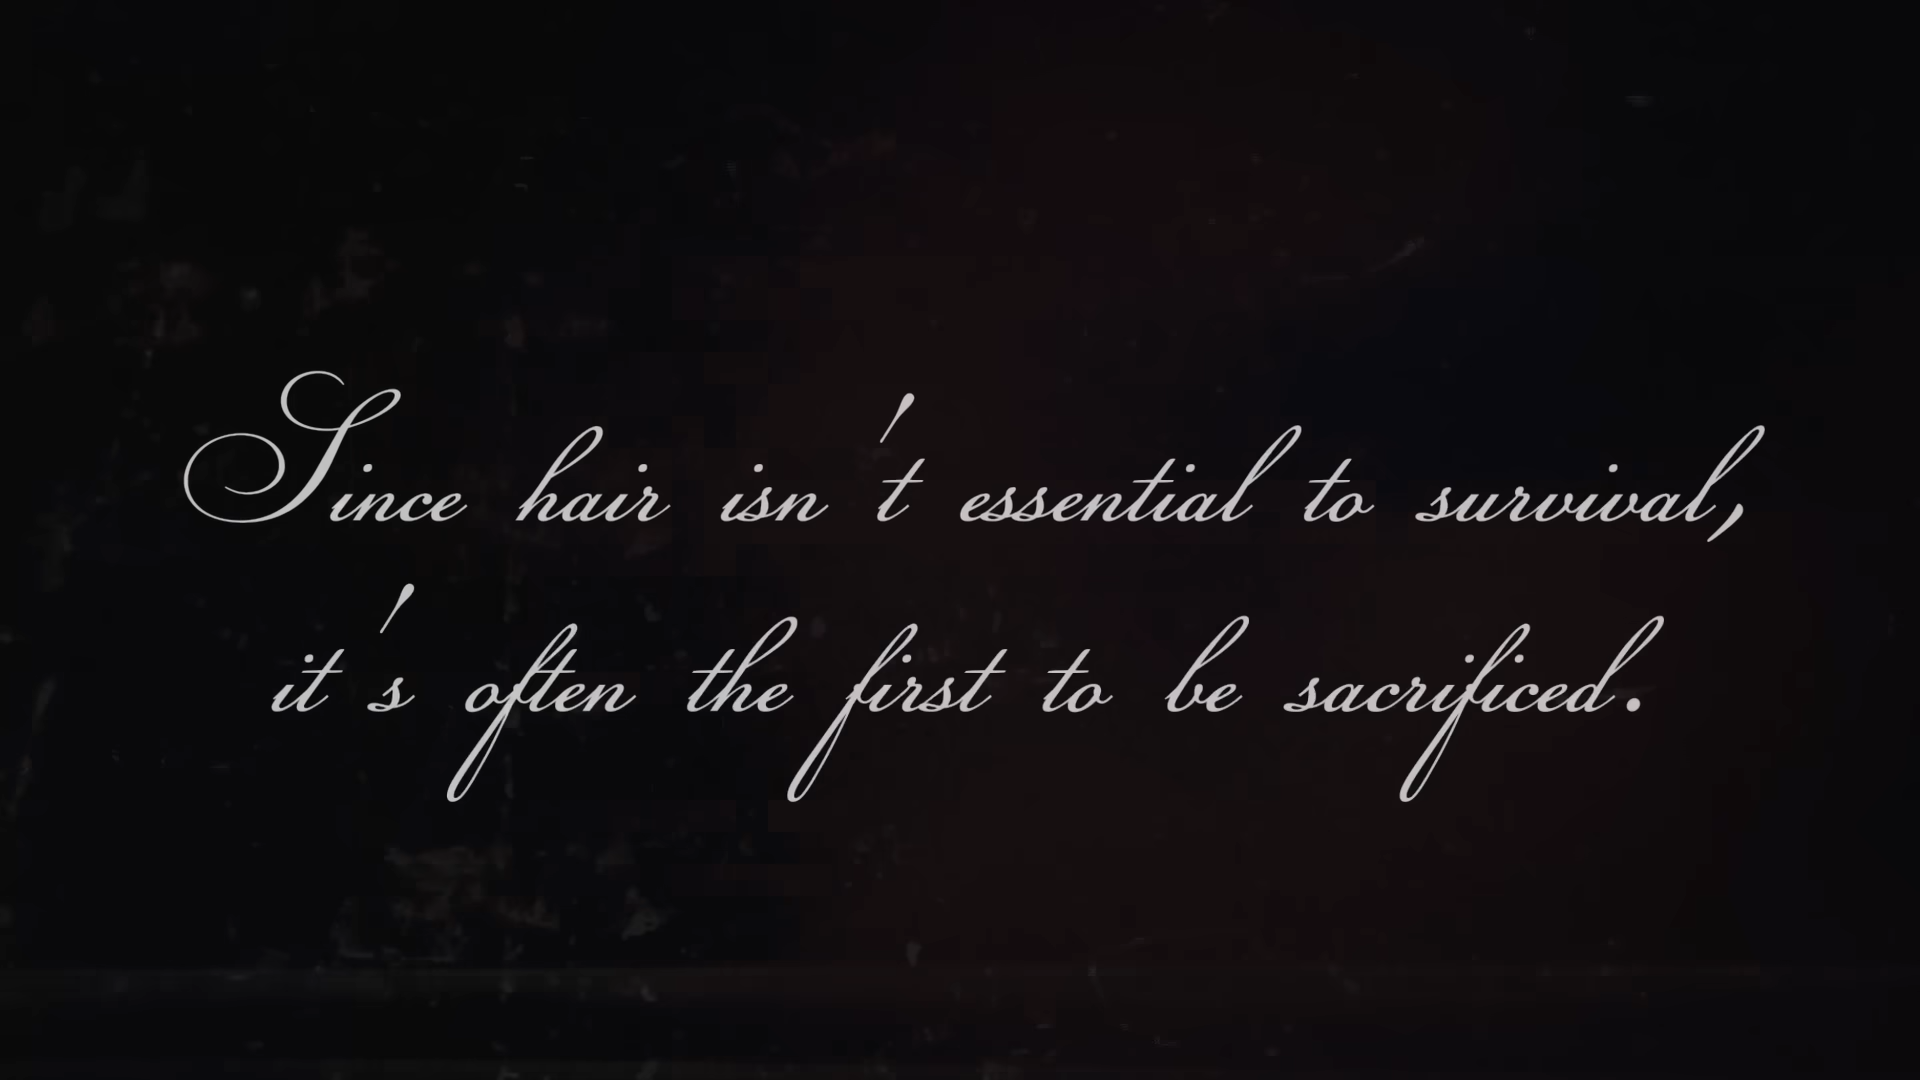 Since hair isn't essential to survival,
it's often the first to be sacrificed.